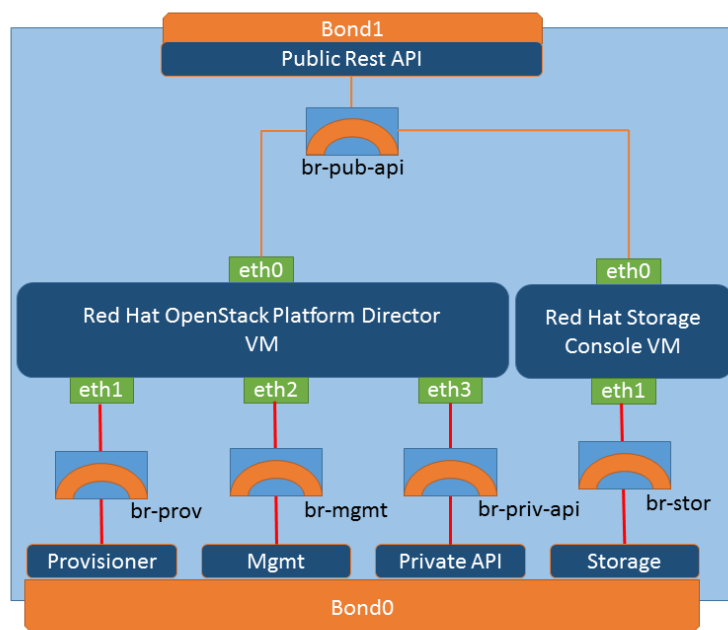 Bond1
Public Rest API
br-pub-api
eth0
eth0
Red Hat OpenStack Platform Director
VM
Red Hat Storage
Console VM
eth1
eth2
eth3
eth1
br-prov
br-mgmt
br-priv-api
br-stor
Provisioner
Mgmt
Private API
Storage
Bond0